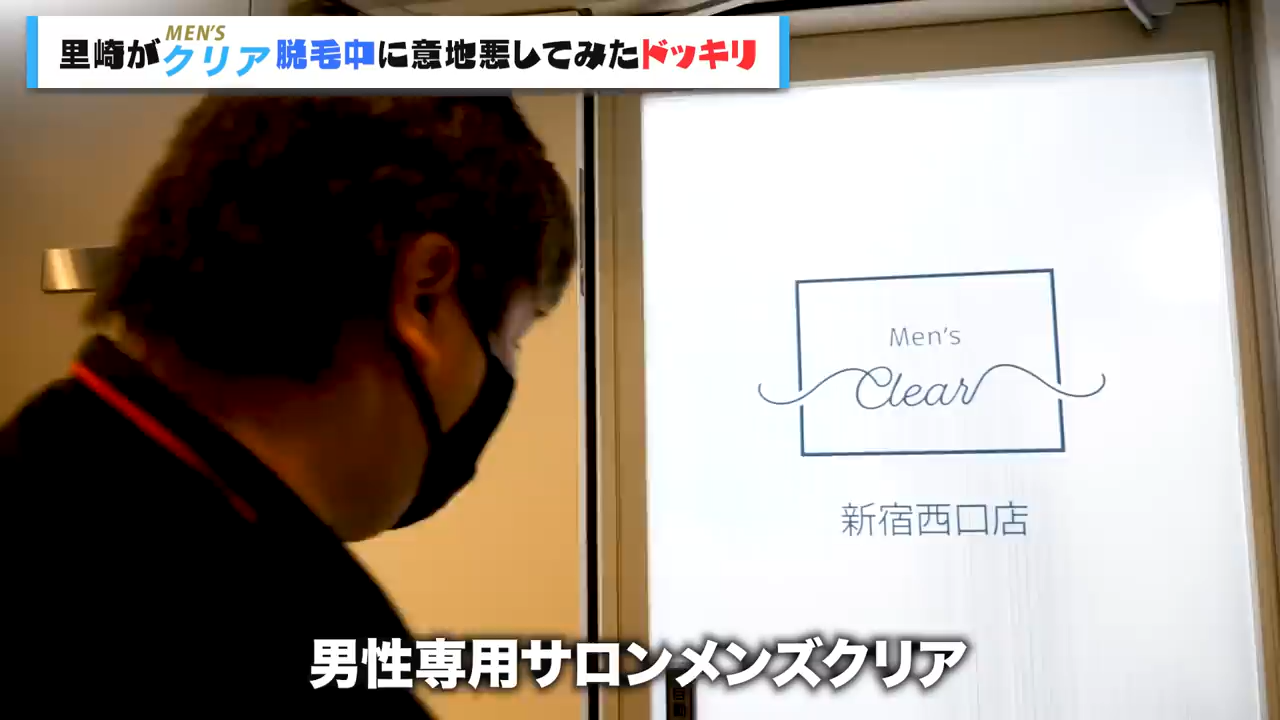 MEN'S
里崎がクリア脱毛中に意地悪してみたドッキリ
Men's
Clear
新宿西口店
男性専用サロンメンズクリア
自動